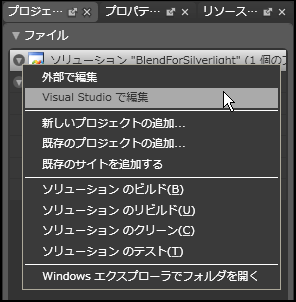 プロジェ...
プロパテ...
リソース...
ファイル
ソリューション "BlendForSilverlight" (1 個の
外部で編集
Visual Studio で編集
新しいプロジェクトの追加...
既存のプロジェクトの追加...
既存のサイトを追加する
ソリューション のビルド(B)
ソリューション のリビルド(U)
ソリューション のクリーン(C)
ソリューション のテスト(T)
Windows エクスプローラでフォルダを開く